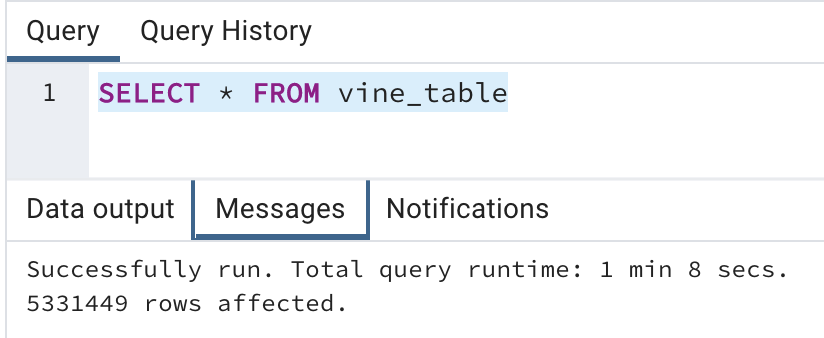 Query Query History
1 SELECT * FROM vine_table
Data output Messages Notifications
Successfully run. Total query runtime: 1 min 8 secs.
5331449 rows affected.